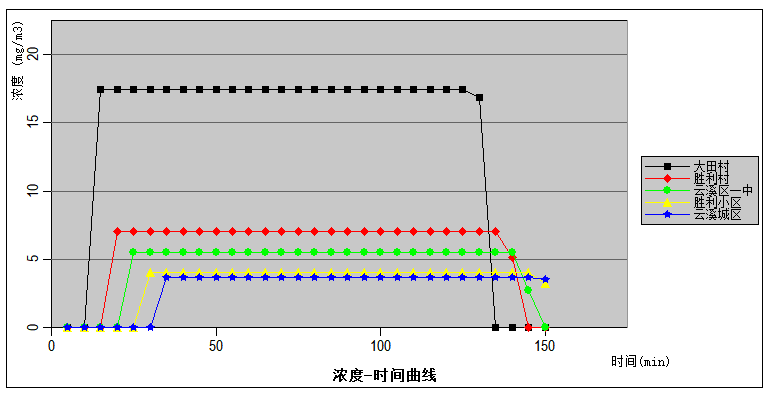 浓度 (mg/m3)
20
15
10
5
0
0
50
100
150
时间(min)
浓度-时间曲线
大田村
胜利村
云溪区一中
胜利小区
云溪城区